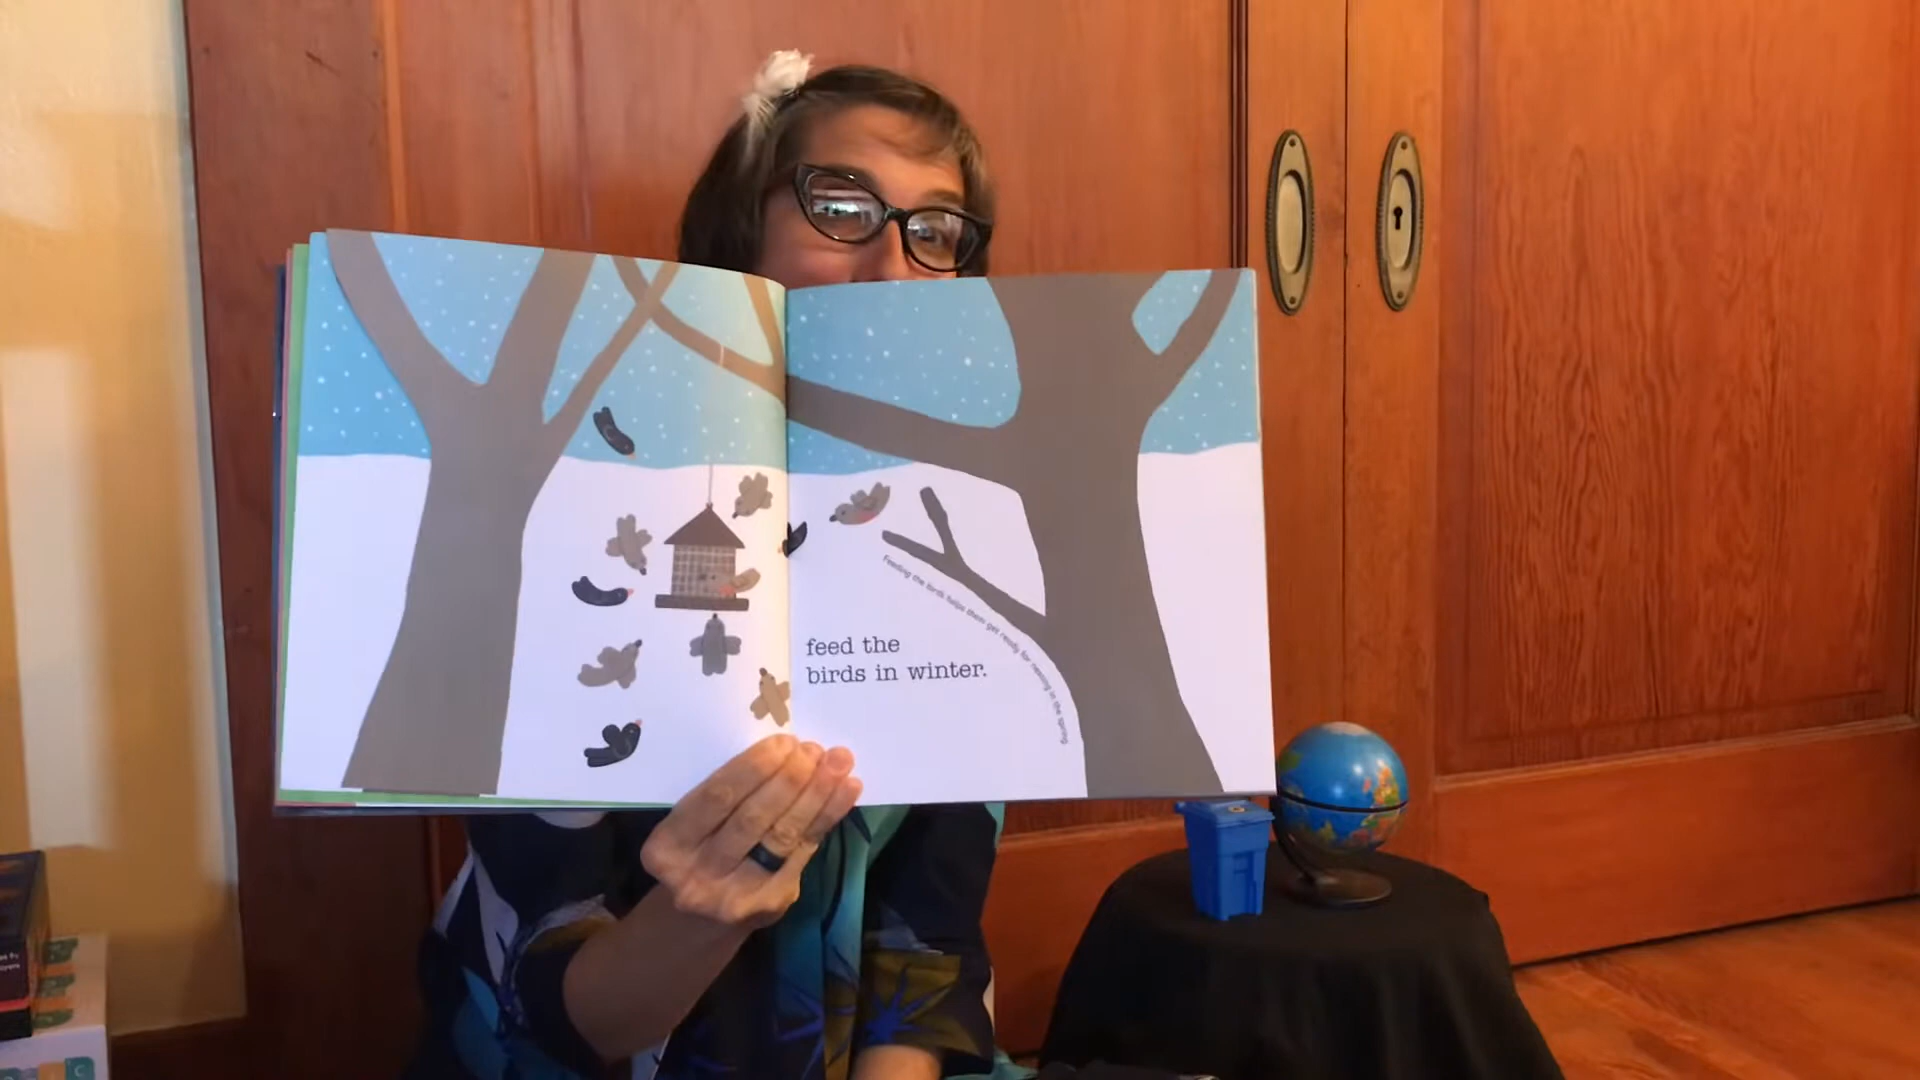 feed the
birds in winter.
Feeding the birds helps them get ready for nesting in the spring